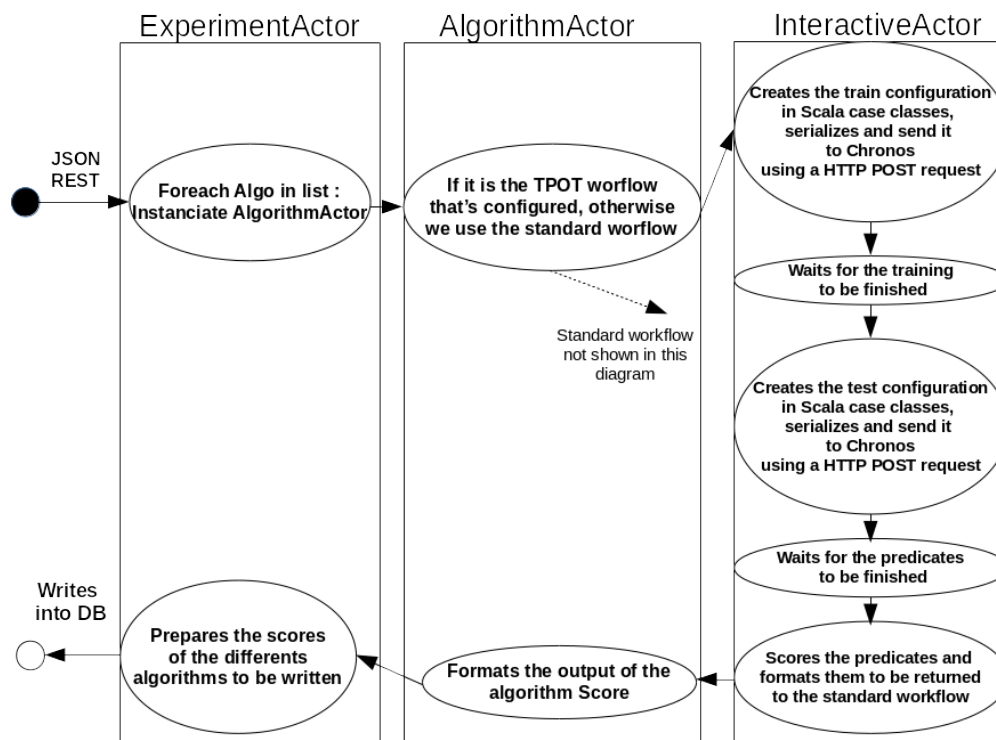 ExperimentActor
AlgorithmActor
InteractiveActor
JSON
REST
Foreach Algo in list :
Instanciate AlgorithmActor
If it is the TPOT worflow
that's configured, otherwise
we use the standard worflow
Standard workflow
not shown in this
diagram
Creates the train configuration
in Scala case classes,
serializes and send it
to Chronos
using a HTTP POST request
Waits for the training
to be finished
Creates the test configuration
in Scala case classes,
serializes and send it
to Chronos
using a HTTP POST request
Waits for the predicates
to be finished
Scores the predicates and
formats them to be returned
to the standard workflow
Formats the output of the
algorithm Score
Prepares the scores
of the differents
algorithms to be written
Writes
into DB